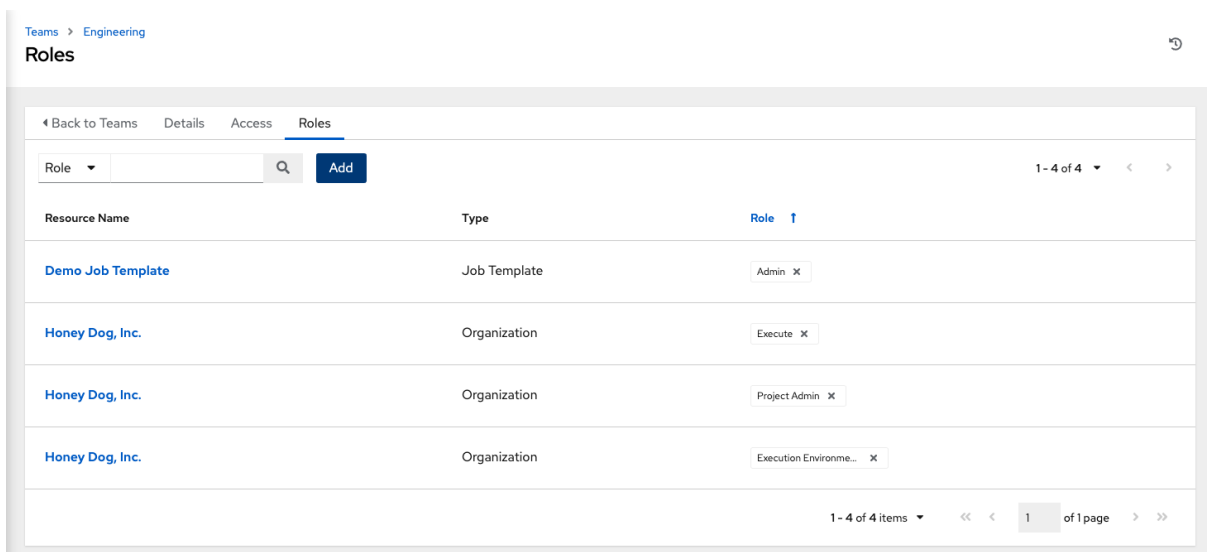 Teams > Engineering
Roles
Back to Teams Details Access Roles
Role Add 1 - 4 of 4
Resource Name Type Role
Demo Job Template Job Template Admin
Honey Dog, Inc. Organization Execute
Honey Dog, Inc. Organization Project Admin
Honey Dog, Inc. Organization Execution Environme...
1 - 4 of 4 items 1 of 1 page